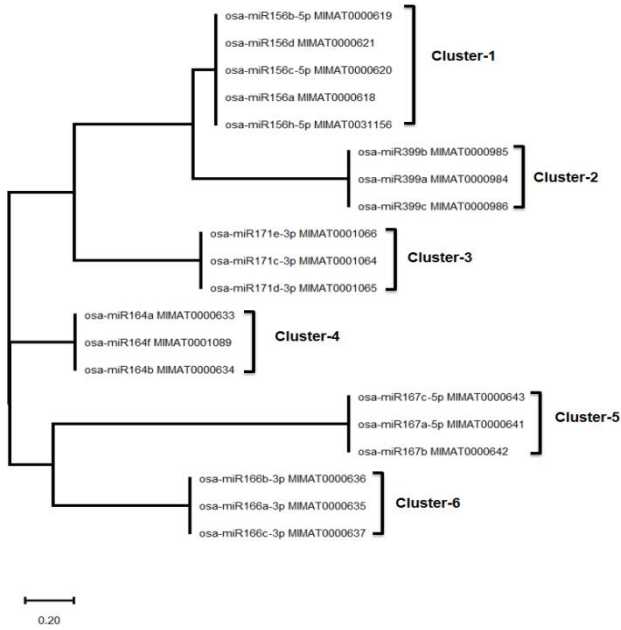 osa-miR156b-5p MIMAT0000619
osa-miR156d MIMAT0000621
osa-miR156c-5p MIMAT0000620
osa-miR156a MIMAT0000618
osa-miR156h-5p MIMAT0031156
Cluster-1
osa-miR399b MIMAT0000985
osa-miR399a MIMAT0000984
osa-miR399c MIMAT0000986
Cluster-2
osa-miR171e-3p MIMAT0001066
osa-miR171c-3p MIMAT0001064
osa-miR171d-3p MIMAT0001065
Cluster-3
osa-miR164a MIMAT0000633
osa-miR164f MIMAT0001089
osa-miR164b MIMAT0000634
Cluster-4
osa-miR167c-5p MIMAT0000643
osa-miR167a-5p MIMAT0000641
osa-miR167b MIMAT0000642
Cluster-5
osa-miR166b-3p MIMAT0000636
osa-miR166a-3p MIMAT0000635
osa-miR166c-3p MIMAT0000637
Cluster-6
0.20